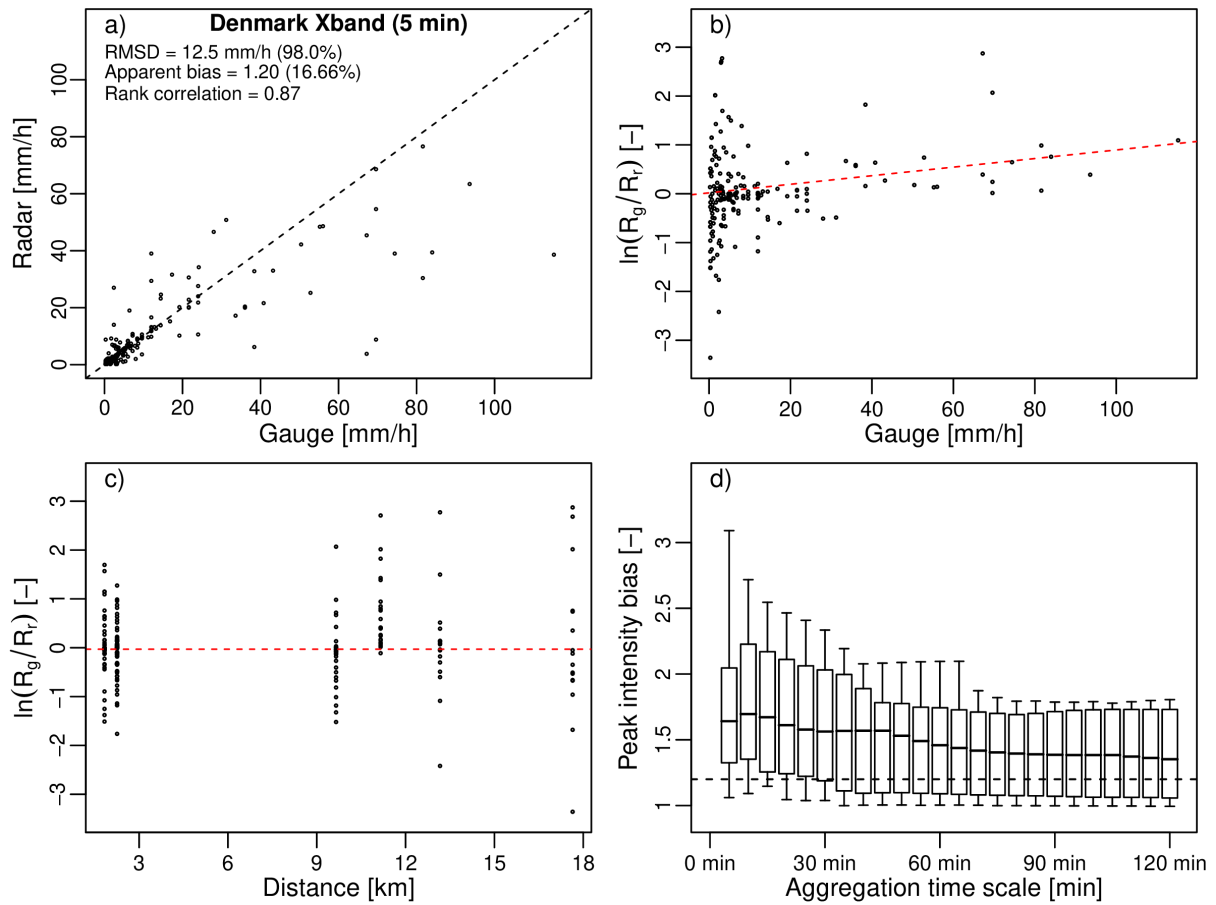 a)
Denmark Xband (5 min)
RMSD = 12.5 mm/h (98.0%)
Apparent bias = 1.20 (16.66%)
Rank correlation = 0.87
Radar [mm/h]
0 20 40 60 80 100
0 20 40 60 80 100
Gauge [mm/h]
b)
ln(Rg/Rr) [−]
−3 −2 −1 0 1 2 3
0 20 40 60 80 100
Gauge [mm/h]
c)
ln(Rg/Rr) [−]
−3 −2 −1 0 1 2 3
3 6 9 12 15 18
Distance [km]
d)
Peak intensity bias [−]
1 1.5 2 2.5 3
0 min 30 min 60 min 90 min 120 min
Aggregation time scale [min]